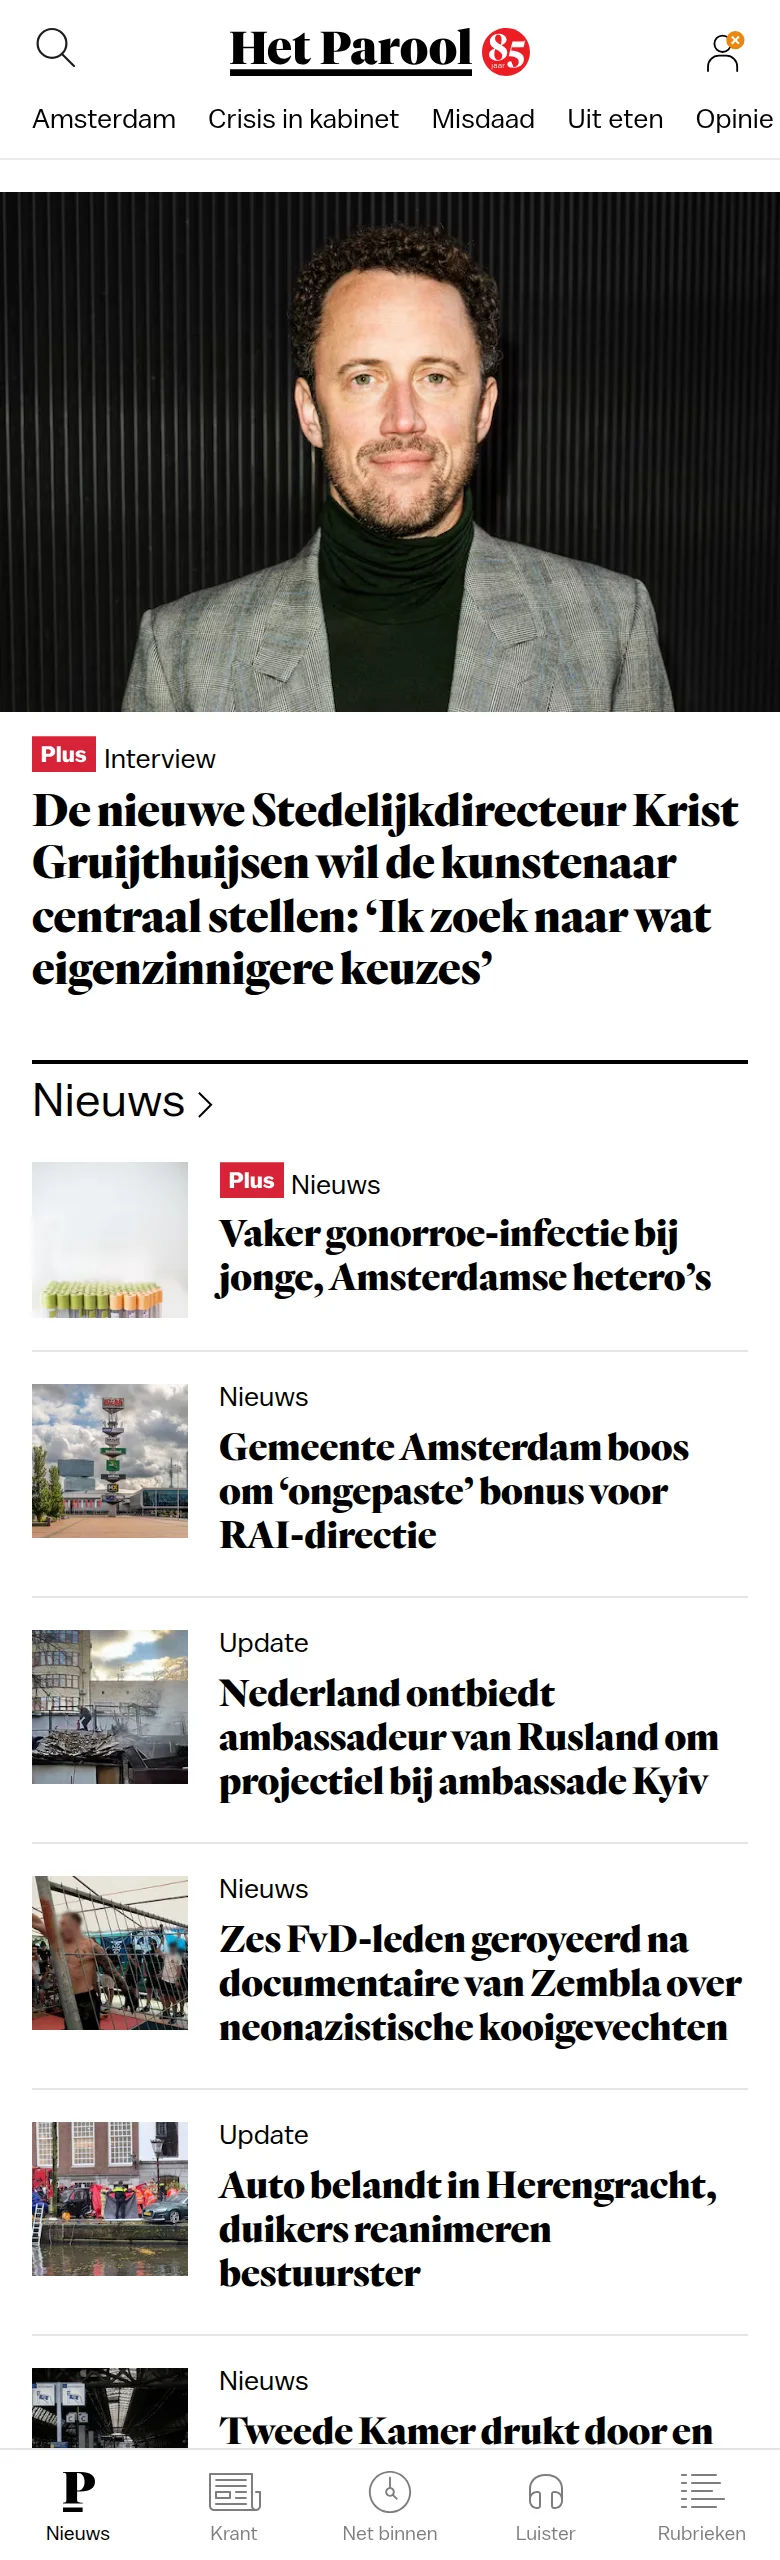 Het Parool 85 jaar
Amsterdam Crisis in kabinet Misdaad Uit eten Opinie
Plus Interview
De nieuwe Stedelijkdirecteur Krist
Gruijthuijsen wil de kunstenaar
centraal stellen: ‘Ik zoek naar wat
eigenzinnigere keuzes’
Nieuws
Plus Nieuws
Vaker gonorroe-infectie bij
jonge, Amsterdamse hetero’s
Nieuws
Gemeente Amsterdam boos
om ‘ongepaste’ bonus voor
RAI-directie
Update
Nederland ontbiedt
ambassadeur van Rusland om
projectiel bij ambassade Kyiv
Nieuws
Zes FvD-leden geroyeerd na
documentaire van Zembla over
neonazistische kooigevechten
Update
Auto belandt in Herengracht,
duikers reanimeren
bestuurster
Nieuws
Tweede Kamer drukt door en
P
Nieuws Krant Net binnen Luister Rubrieken